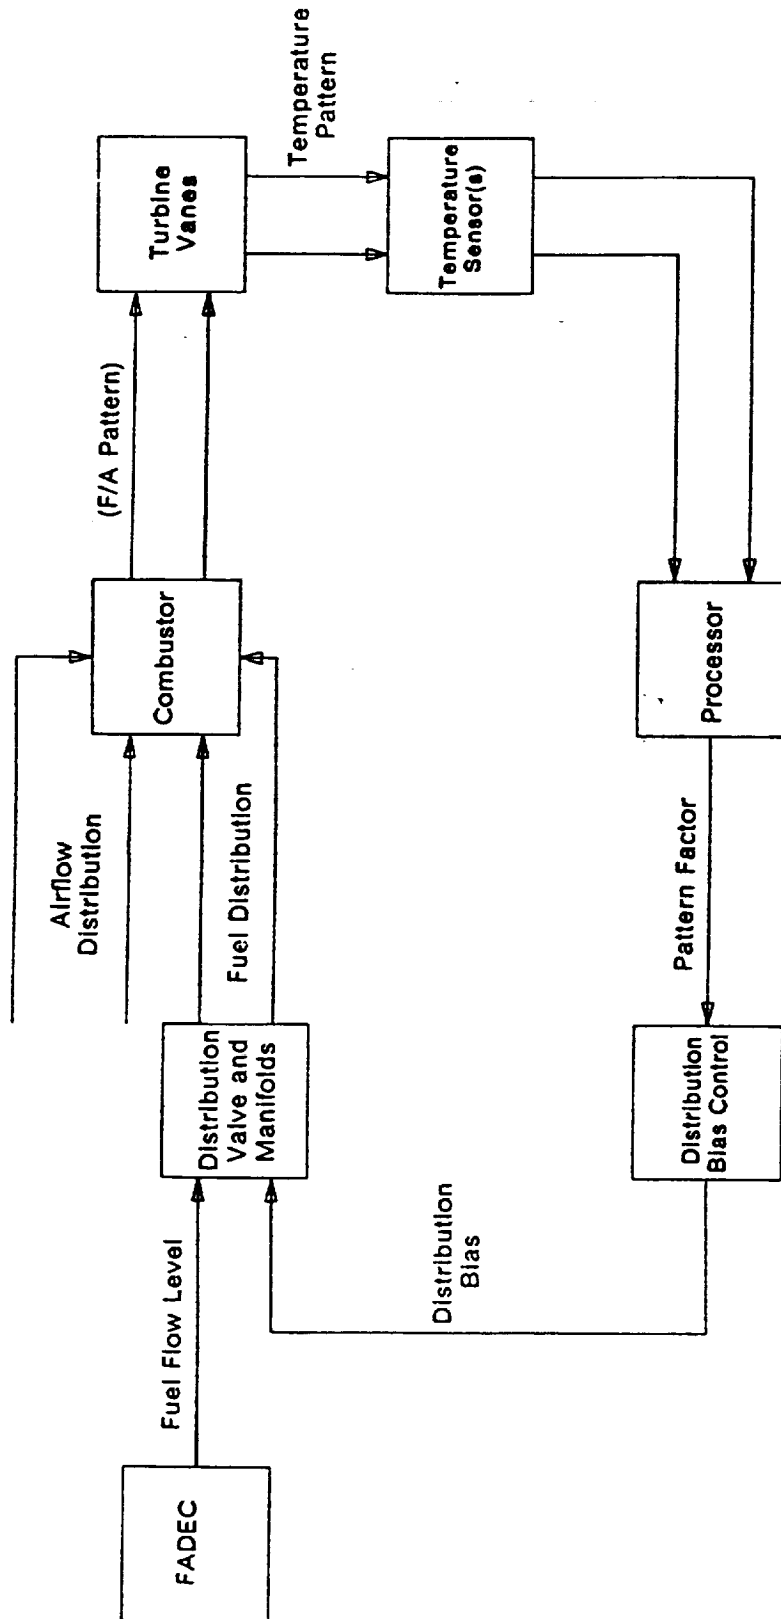 FADEC
Fuel Flow Level
Distribution
Valve and
Manifolds
Airflow
Distribution
Fuel Distribution
Combustor
(F/A Pattern)
Turbine
Vanes
Temperature
Pattern
Temperature
Sensor(s)
Processor
Pattern Factor
Distribution
Bias Control
Distribution
Bias